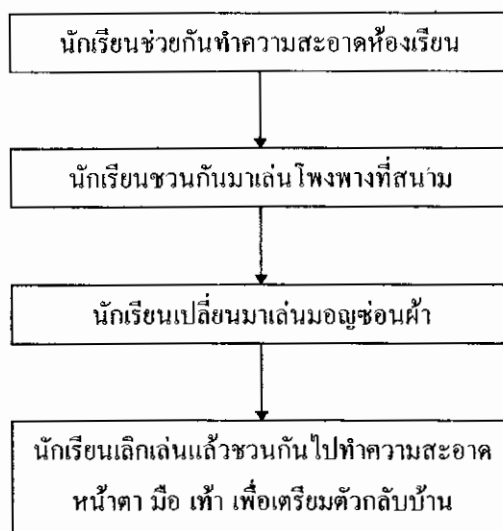 นักเรียนช่วยกันทำความสะอาดห้องเรียน
นักเรียนชวนกันมาเล่นโพงพางที่สนาม
นักเรียนเปลี่ยนมาเล่นมอญซ่อนผ้า
นักเรียนเลิกเล่นแล้วชวนกันไปทำความสะอาด
หน้าตา มือ เท้า เพื่อเตรียมตัวกลับบ้าน